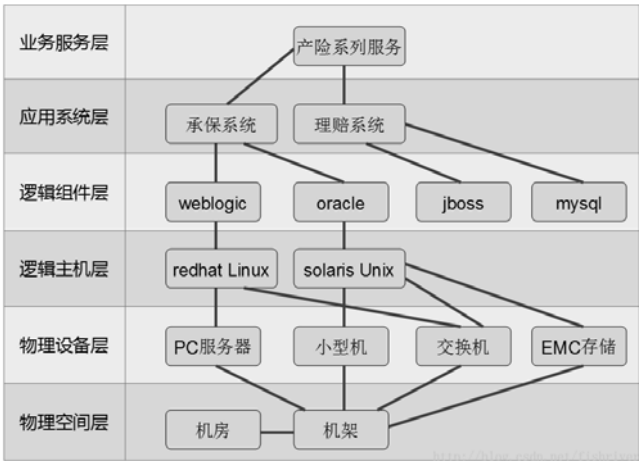 业务服务层
产险系列服务
应用系统层
承保系统
理赔系统
逻辑组件层
weblogic
oracle
jboss
mysql
逻辑主机层
redhat Linux
solaris Unix
物理设备层
PC服务器
小型机
交换机
EMC存储
物理空间层
机房
机架